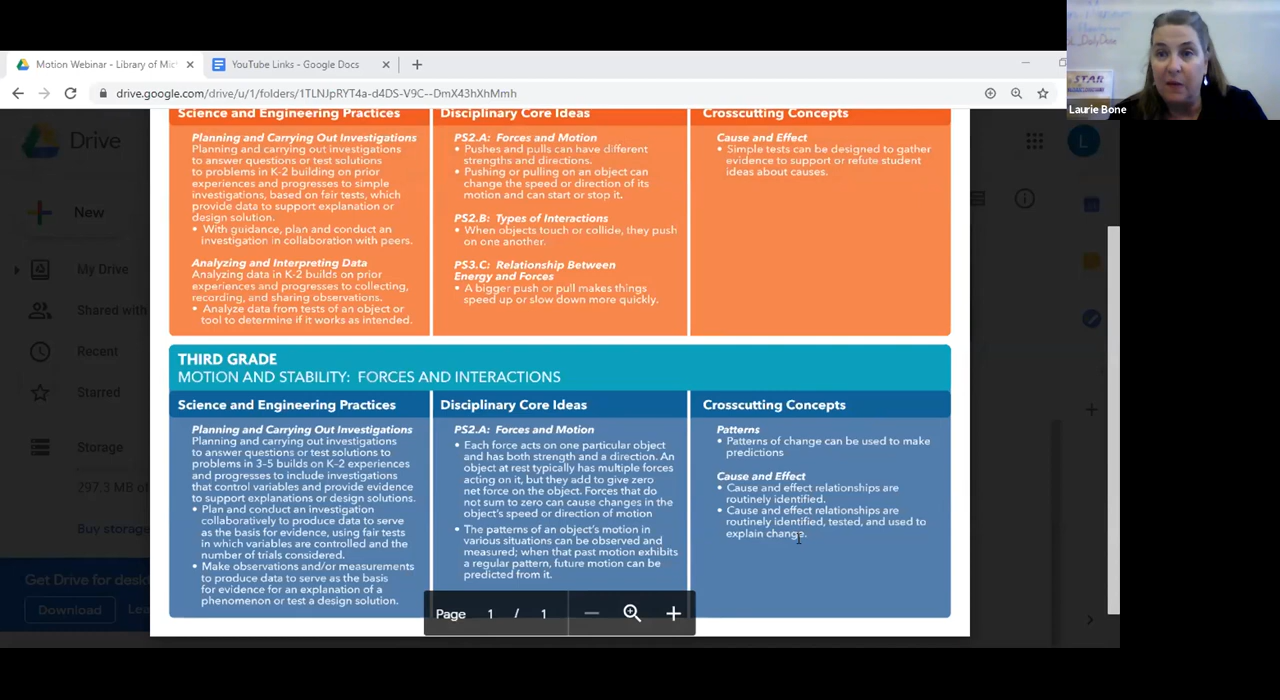 Motion Webinar - Library of Mic
YouTube Links - Google Docs
drive.google.com/drive/u/1/folders/1TLNJpRYT4a-d4DS-V9C--DmX43hXhMmh
STAR
Laurie Bone
Drive
L
New
My Drive
Shared with
Recent
Starred
Storage
297.3 MB of
Buy storage
Get Drive for desk
Download
Lea
Science and Engineering Practices
Planning and Carrying Out Investigations
Planning and carrying out investigations
to answer questions or test solutions
to problems in K-2 building on prior
experiences and progresses to simple
investigations, based on fair tests, which
provide data to support explanation or
design solution.
• With guidance, plan and conduct an
investigation in collaboration with peers.
Analyzing and Interpreting Data
Analyzing data in K-2 builds on prior
experiences and progresses to collecting,
recording, and sharing observations.
• Analyze data from tests of an object or
tool to determine if it works as intended.
Disciplinary Core Ideas
PS2.A: Forces and Motion
• Pushes and pulls can have different
strengths and directions.
• Pushing or pulling on an object can
change the speed or direction of its
motion and can start or stop it.
PS2.B: Types of Interactions
• When objects touch or collide, they push
on one another.
PS3.C: Relationship Between
Energy and Forces
• A bigger push or pull makes things
speed up or slow down more quickly.
Crosscutting Concepts
Cause and Effect
• Simple tests can be designed to gather
evidence to support or refute student
ideas about causes.
THIRD GRADE
MOTION AND STABILITY: FORCES AND INTERACTIONS
Science and Engineering Practices
Planning and Carrying Out Investigations
Planning and carrying out investigations
to answer questions or test solutions to
problems in 3-5 builds on K-2 experiences
and progresses to include investigations
that control variables and provide evidence
to support explanations or design solutions.
• Plan and conduct an investigation
collaboratively to produce data to serve
as the basis for evidence, using fair tests
in which variables are controlled and the
number of trials considered.
• Make observations and/or measurements
to produce data to serve as the basis
for evidence for an explanation of a
phenomenon or test a design solution.
Disciplinary Core Ideas
PS2.A: Forces and Motion
• Each force acts on one particular object
and has both strength and a direction. An
object at rest typically has multiple forces
acting on it, but they add to give zero
net force on the object. Forces that do
not sum to zero can cause changes in the
object's speed or direction of motion
• The patterns of an object's motion in
various situations can be observed and
measured; when that past motion exhibits
a regular pattern, future motion can be
predicted from it.
Crosscutting Concepts
Patterns
• Patterns of change can be used to make
predictions
Cause and Effect
• Cause and effect relationships are
routinely identified.
• Cause and effect relationships are
routinely identified, tested, and used to
explain change.
Page 1 / 1